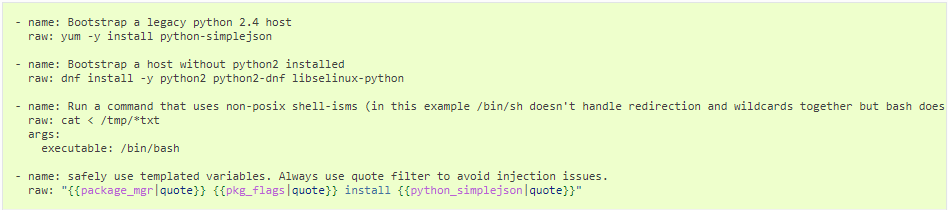 - name: Bootstrap a legacy python 2.4 host
  raw: yum -y install python-simplejson
- name: Bootstrap a host without python2 installed
  raw: dnf install -y python2 python2-dnf libselinux-python
- name: Run a command that uses non-posix shell-isms (in this example /bin/sh doesn't handle redirection and wildcards together but bash does
  raw: cat < /tmp/*txt
  args:
    executable: /bin/bash
- name: safely use templated variables. Always use quote filter to avoid injection issues.
  raw: "{{package_mgr|quote}} {{pkg_flags|quote}} install {{python_simplejson|quote}}"